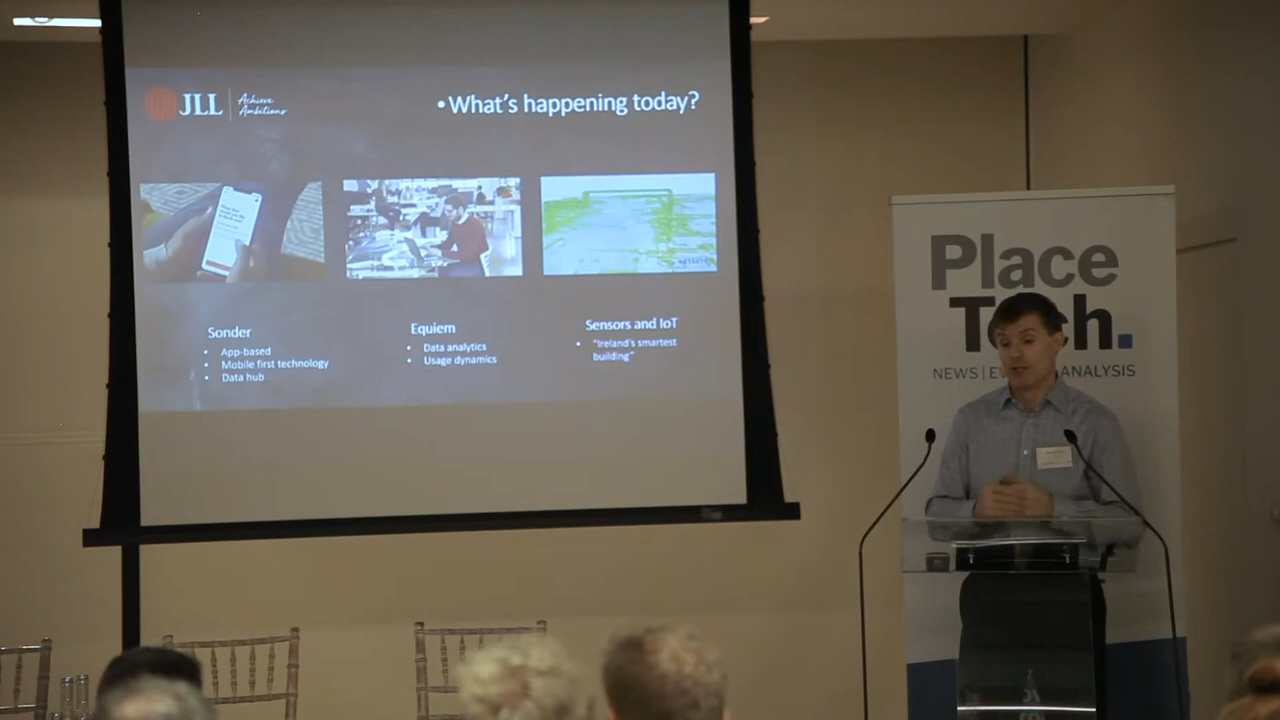 JLL
Achieve
Ambitions
• What's happening today?
Sonder
• App-based
• Mobile first technology
• Data hub
Equiem
• Data analytics
• Usage dynamics
Sensors and IoT
• "Ireland's smartest
building"
Place
Tech.
NEWS | EV ANALYSIS